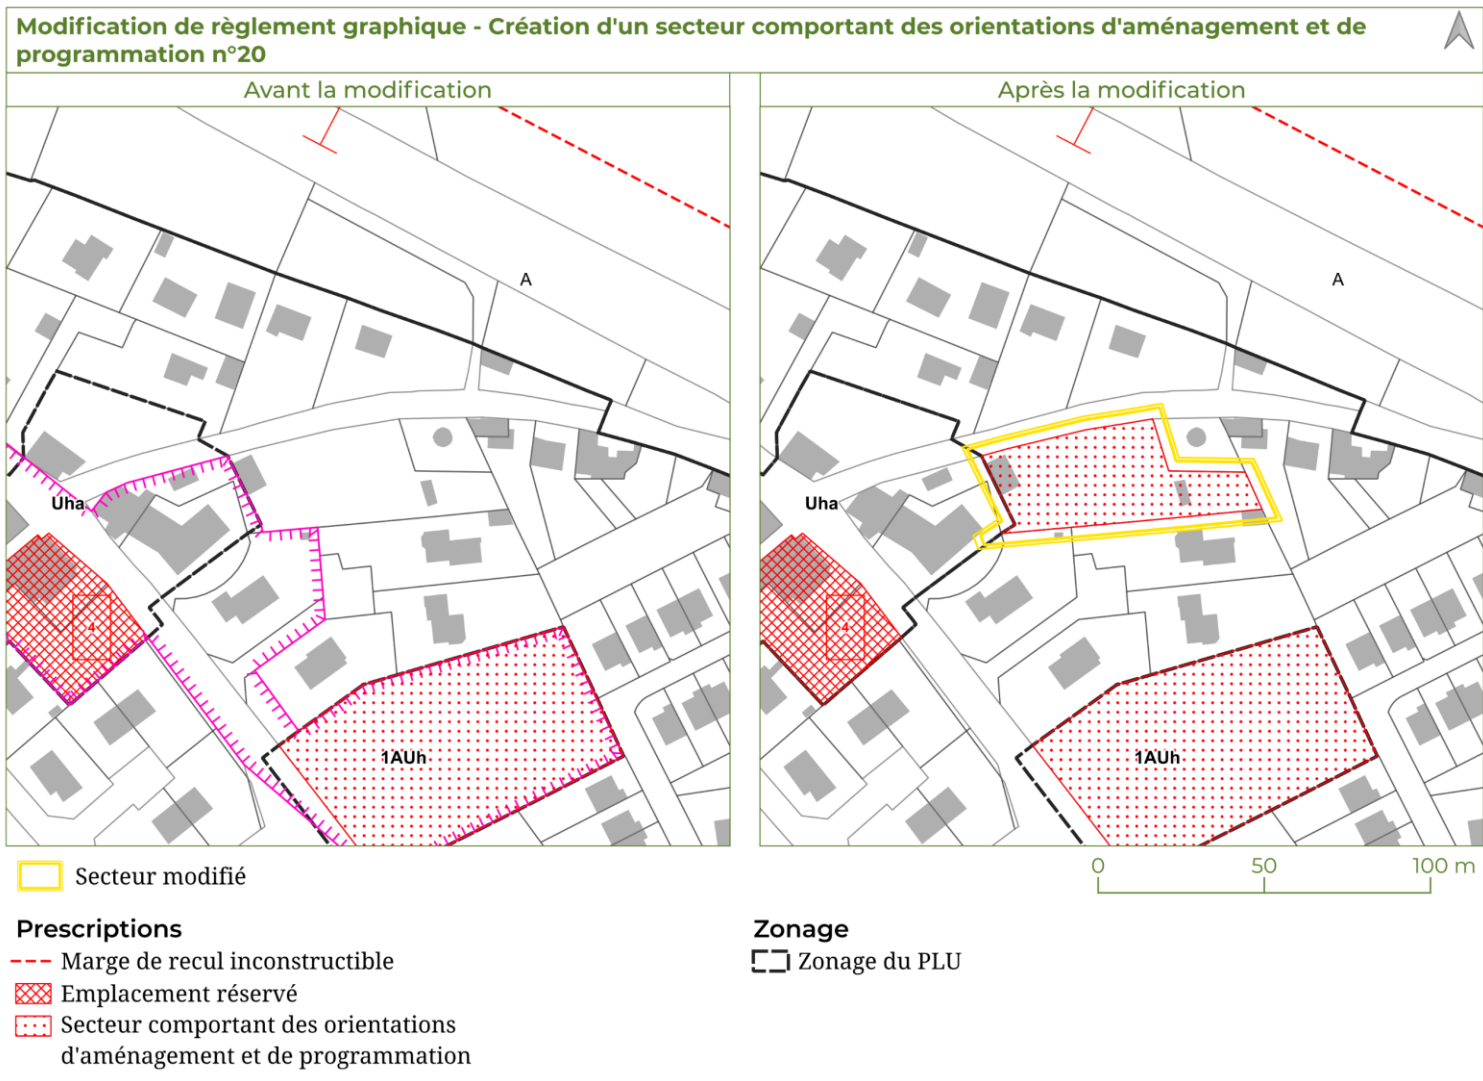 Modification de règlement graphique - Création d'un secteur comportant des orientations d'aménagement et de
programmation n°20
Avant la modification
Après la modification
A
Uha
4
1AUh
A
Uha
4
1AUh
Secteur modifié
0 50 100 m
Prescriptions
Marge de recul inconstructible
Emplacement réservé
Secteur comportant des orientations
d'aménagement et de programmation
Zonage
Zonage du PLU